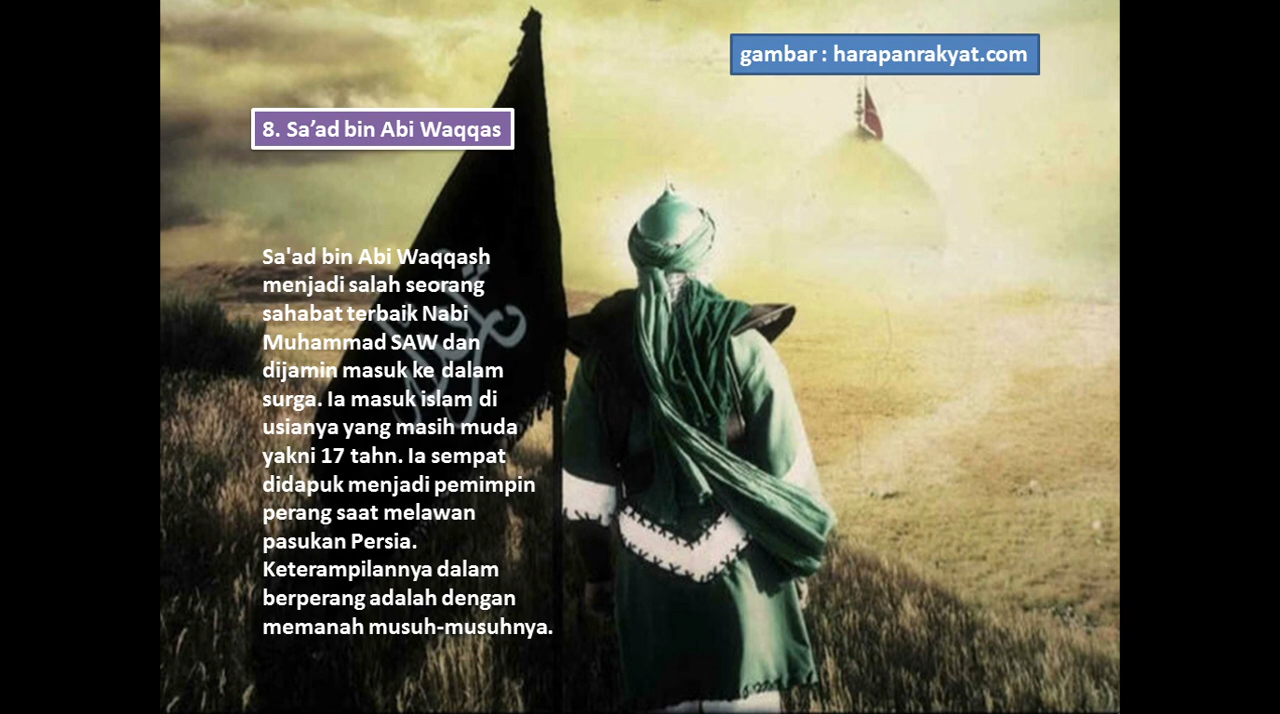 gambar : harapanrakyat.com
8. Sa’ad bin Abi Waqqas
Sa'ad bin Abi Waqqash
menjadi salah seorang
sahabat terbaik Nabi
Muhammad SAW dan
dijamin masuk ke dalam
surga. Ia masuk islam di
usianya yang masih muda
yakni 17 tahn. Ia sempat
didapuk menjadi pemimpin
perang saat melawan
pasukan Persia.
Keterampilannya dalam
berperang adalah dengan
memanah musuh-musuhnya.